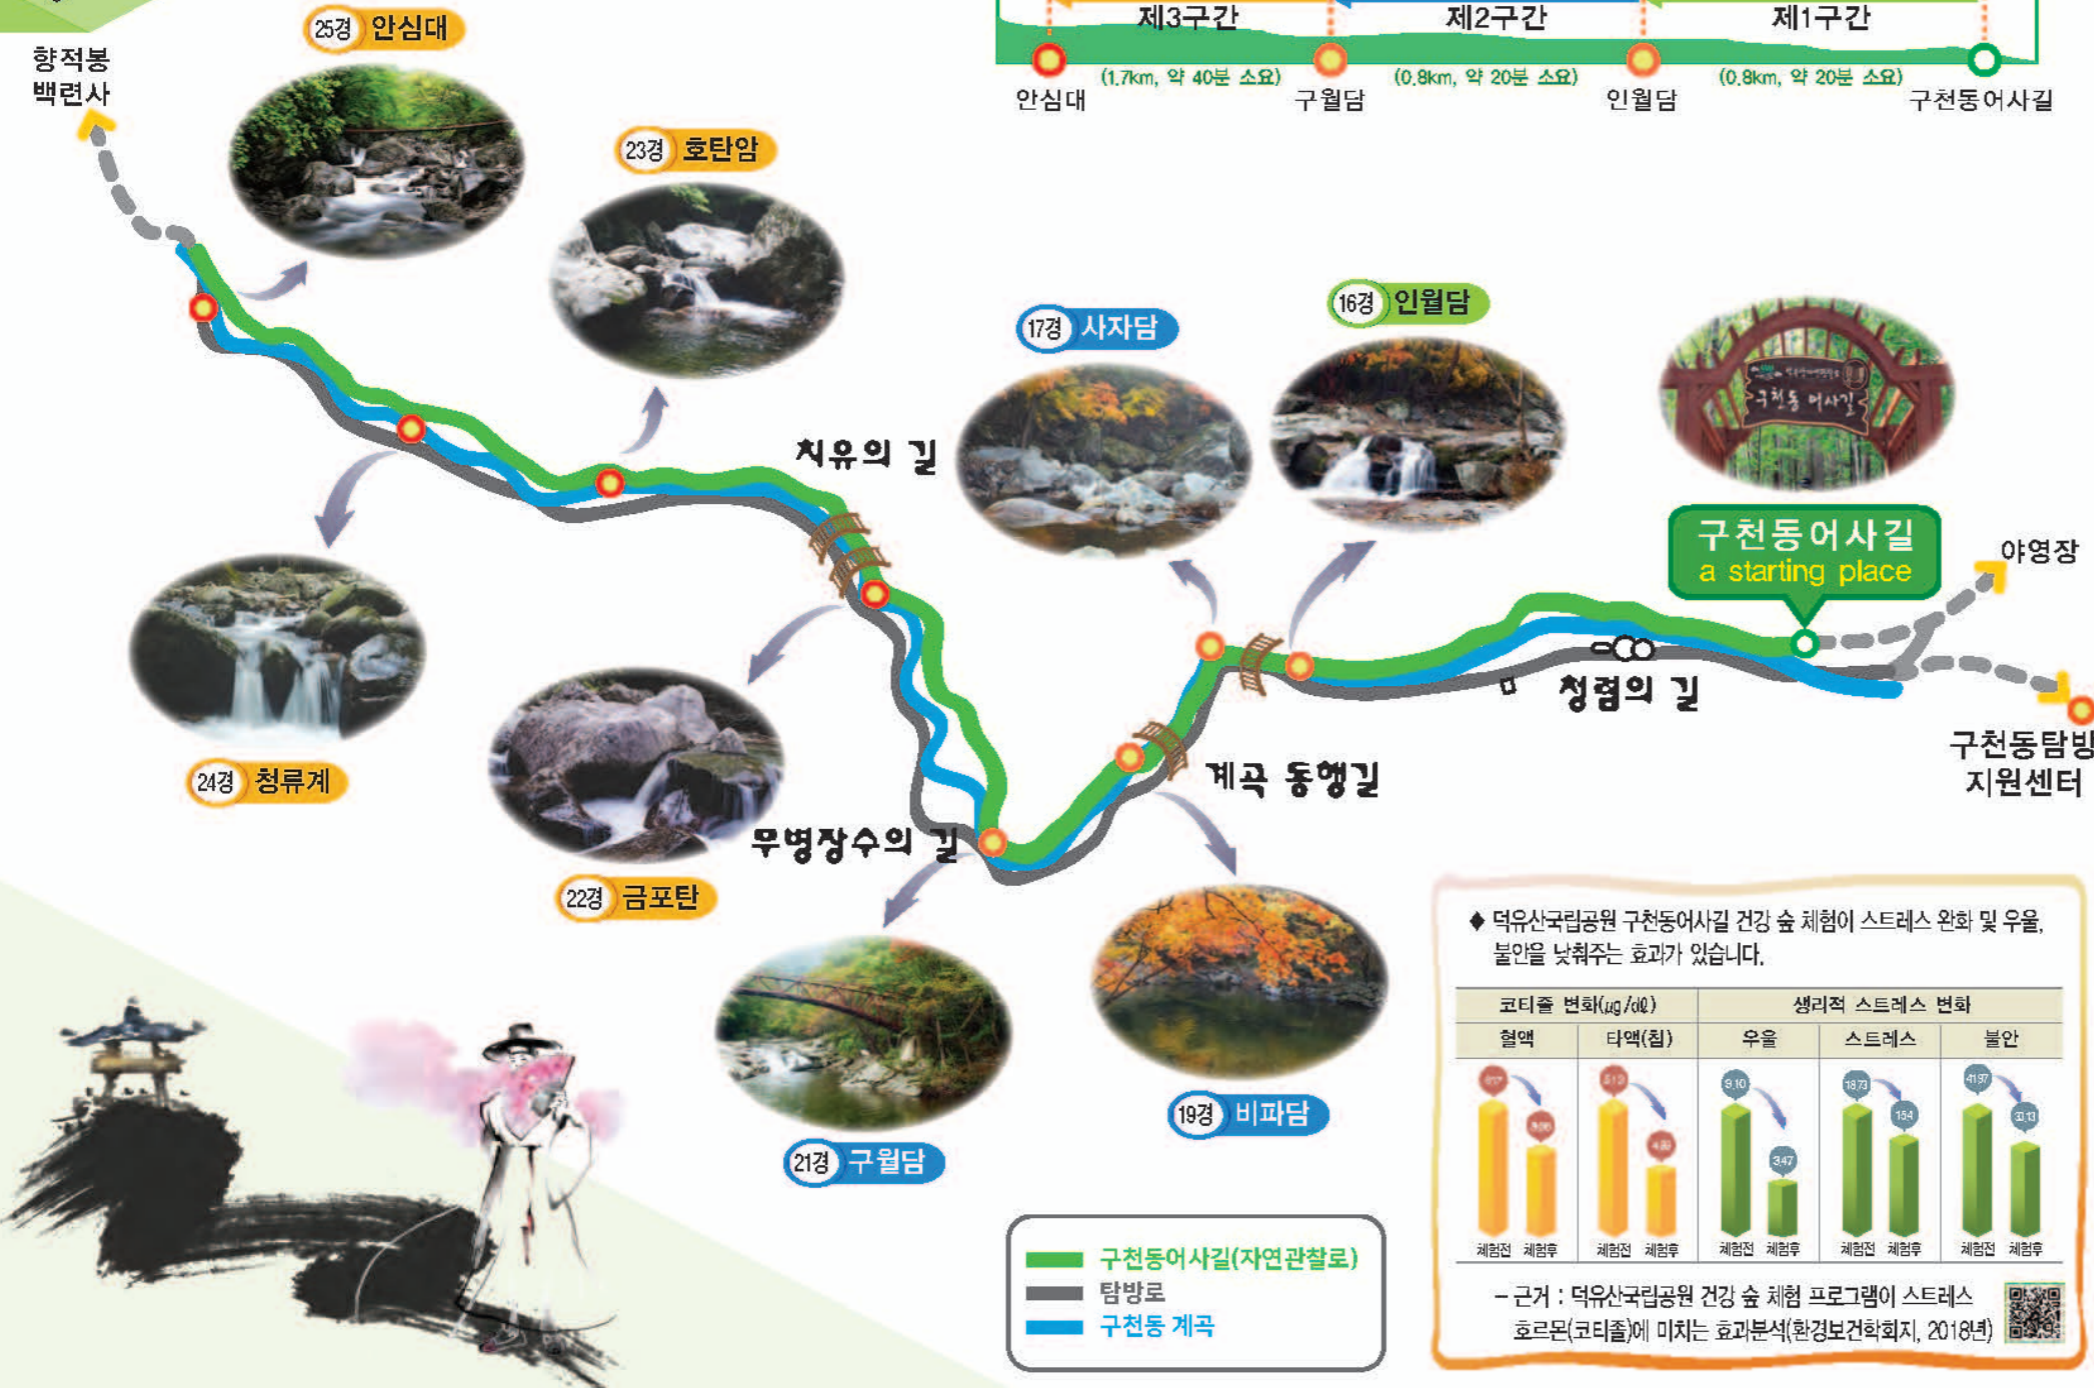 제3구간
제2구간
제1구간
(1.7km, 약 40분 소요)
(0.8km, 약 20분 소요)
(0.8km, 약 20분 소요)
안심대
구월담
인월담
구천동어사길
향적봉
백련사
25경 안심대
23경 호탄암
17경 사자담
16경 인월담
구천동 어사길
치유의 길
구천동어사길
a starting place
야영장
청렴의 길
구천동탐방
지원센터
계곡 동행길
24경 청류계
무병장수의 길
22경 금포탄
19경 비파담
21경 구월담
구천동어사길(자연관찰로)
탐방로
구천동 계곡
◆ 덕유산국립공원 구천동어사길 건강 숲 체험이 스트레스 완화 및 우울,
불안을 낮춰주는 효과가 있습니다.
코티졸 변화(㎍/㎗)
생리적 스트레스 변화
혈액
타액(침)
우울
스트레스
불안
9.10
3.47
18.73
15.4
41.97
체험전 체험후
체험전 체험후
체험전 체험후
체험전 체험후
체험전 체험후
– 근거 : 덕유산국립공원 건강 숲 체험 프로그램이 스트레스
호르몬(코티졸)에 미치는 효과분석(환경보건학회지, 2018년)